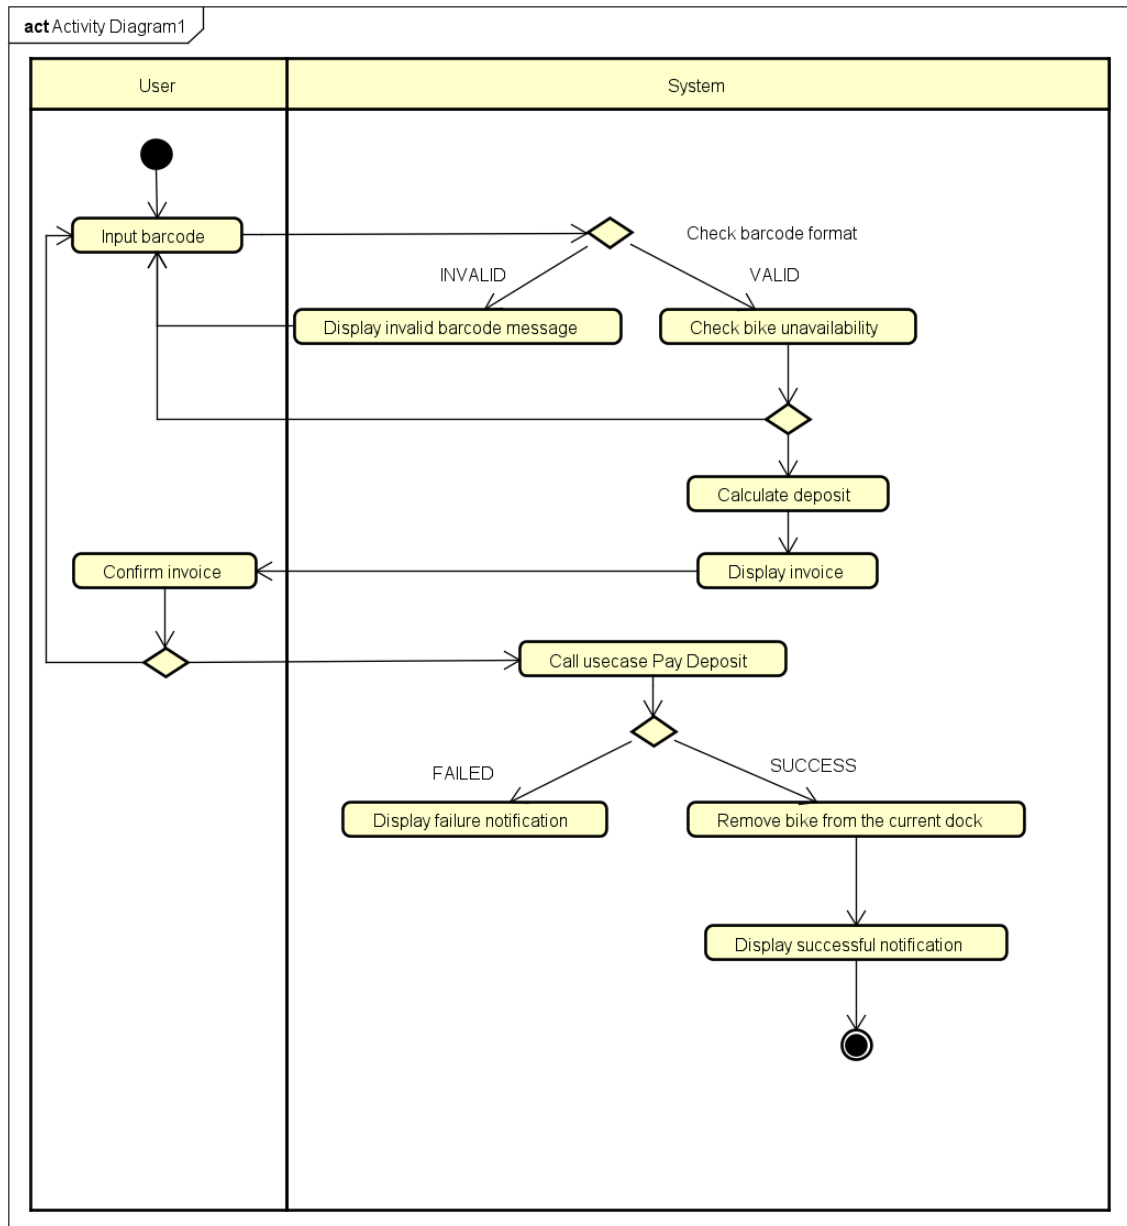 act Activity Diagram1
User
System
Input barcode
Check barcode format
INVALID
VALID
Display invalid barcode message
Check bike unavailability
Calculate deposit
Confirm invoice
Display invoice
Call usecase Pay Deposit
FAILED
SUCCESS
Display failure notification
Remove bike from the current dock
Display successful notification